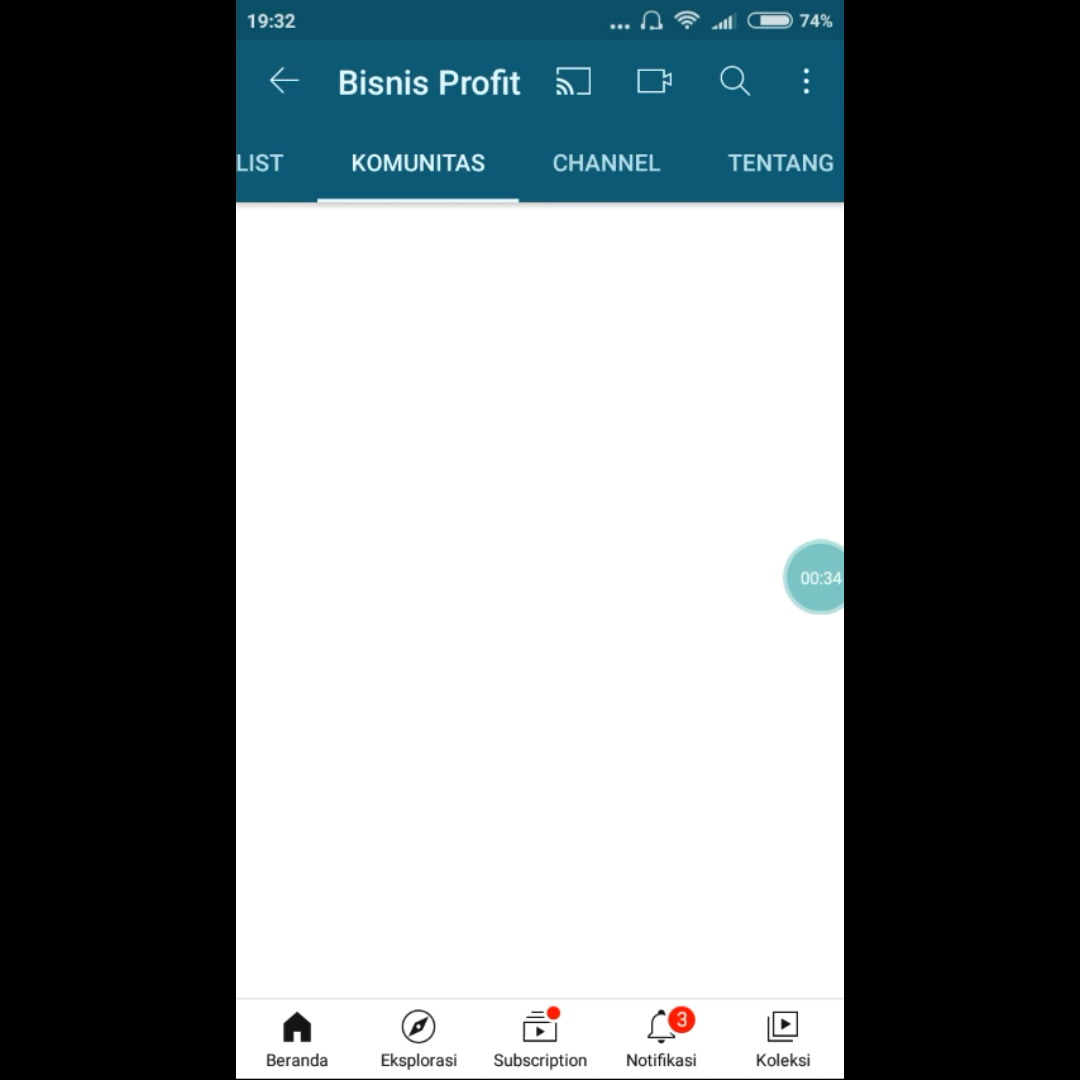 19:32
74%
Bisnis Profit
LIST
KOMUNITAS
CHANNEL
TENTANG
00:34
3
Beranda
Eksplorasi
Subscription
Notifikasi
Koleksi